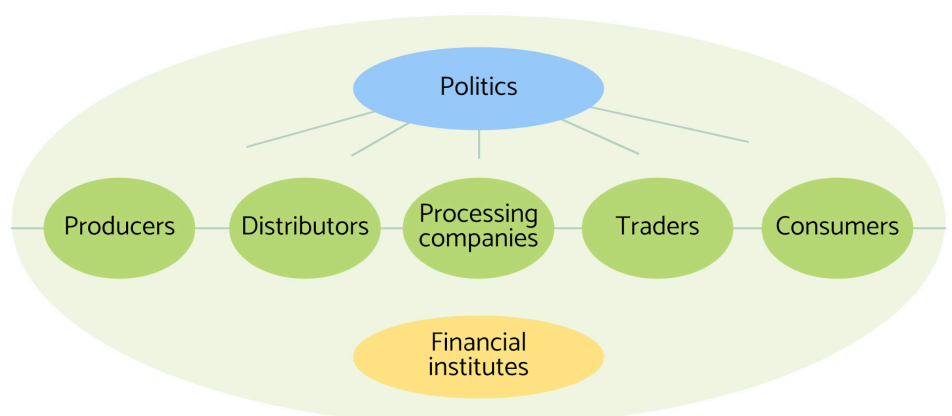 Politics
Producers
Distributors
Processing
companies
Traders
Consumers
Financial
institutes